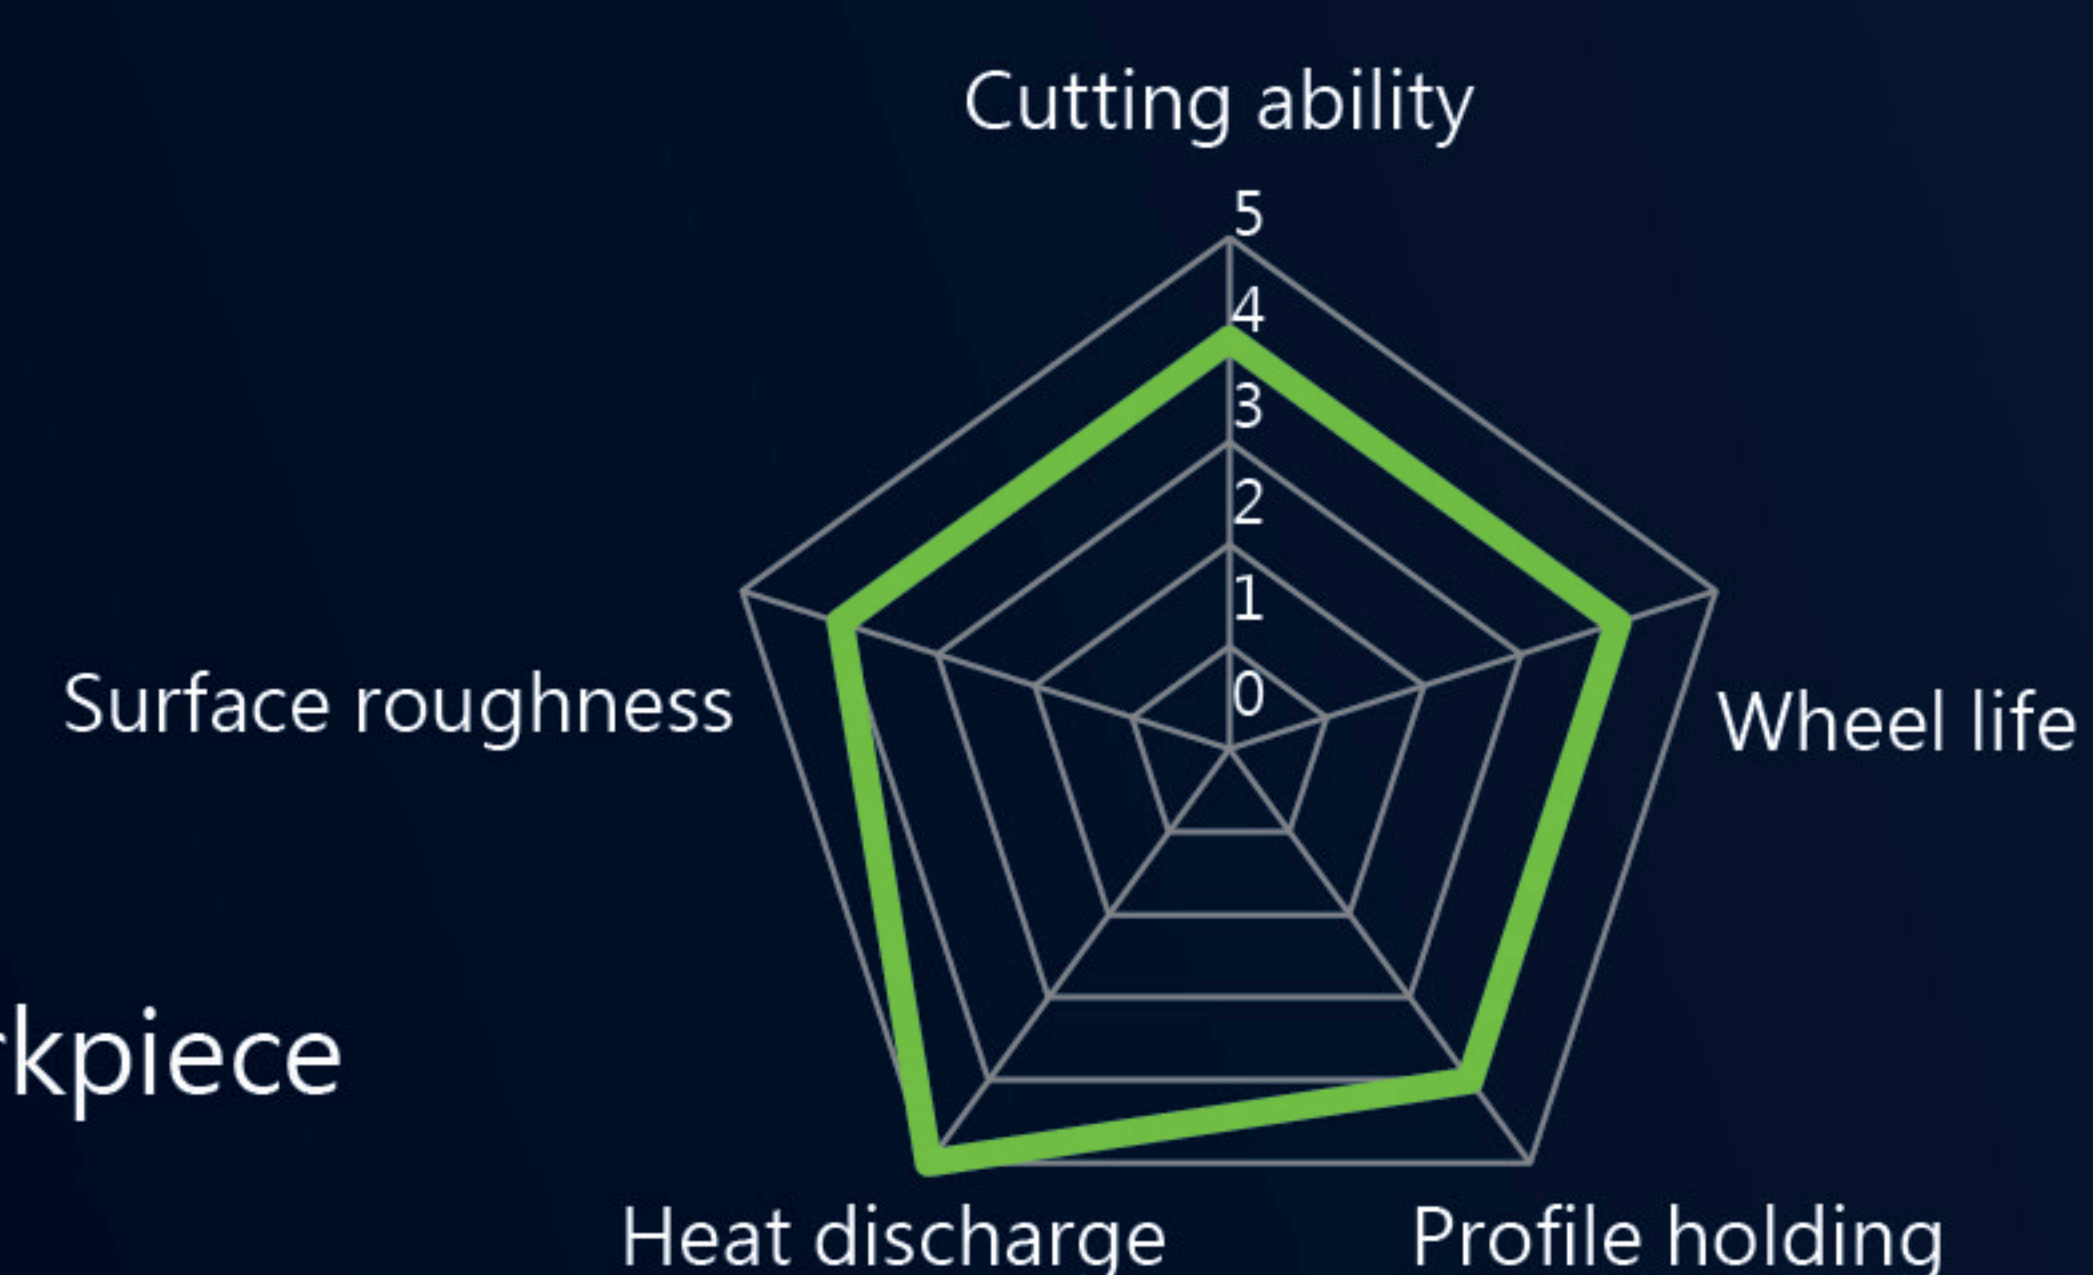 Cutting ability
5
4
3
2
1
0
Surface roughness
Wheel life
rkpiece
Heat discharge
Profile holding